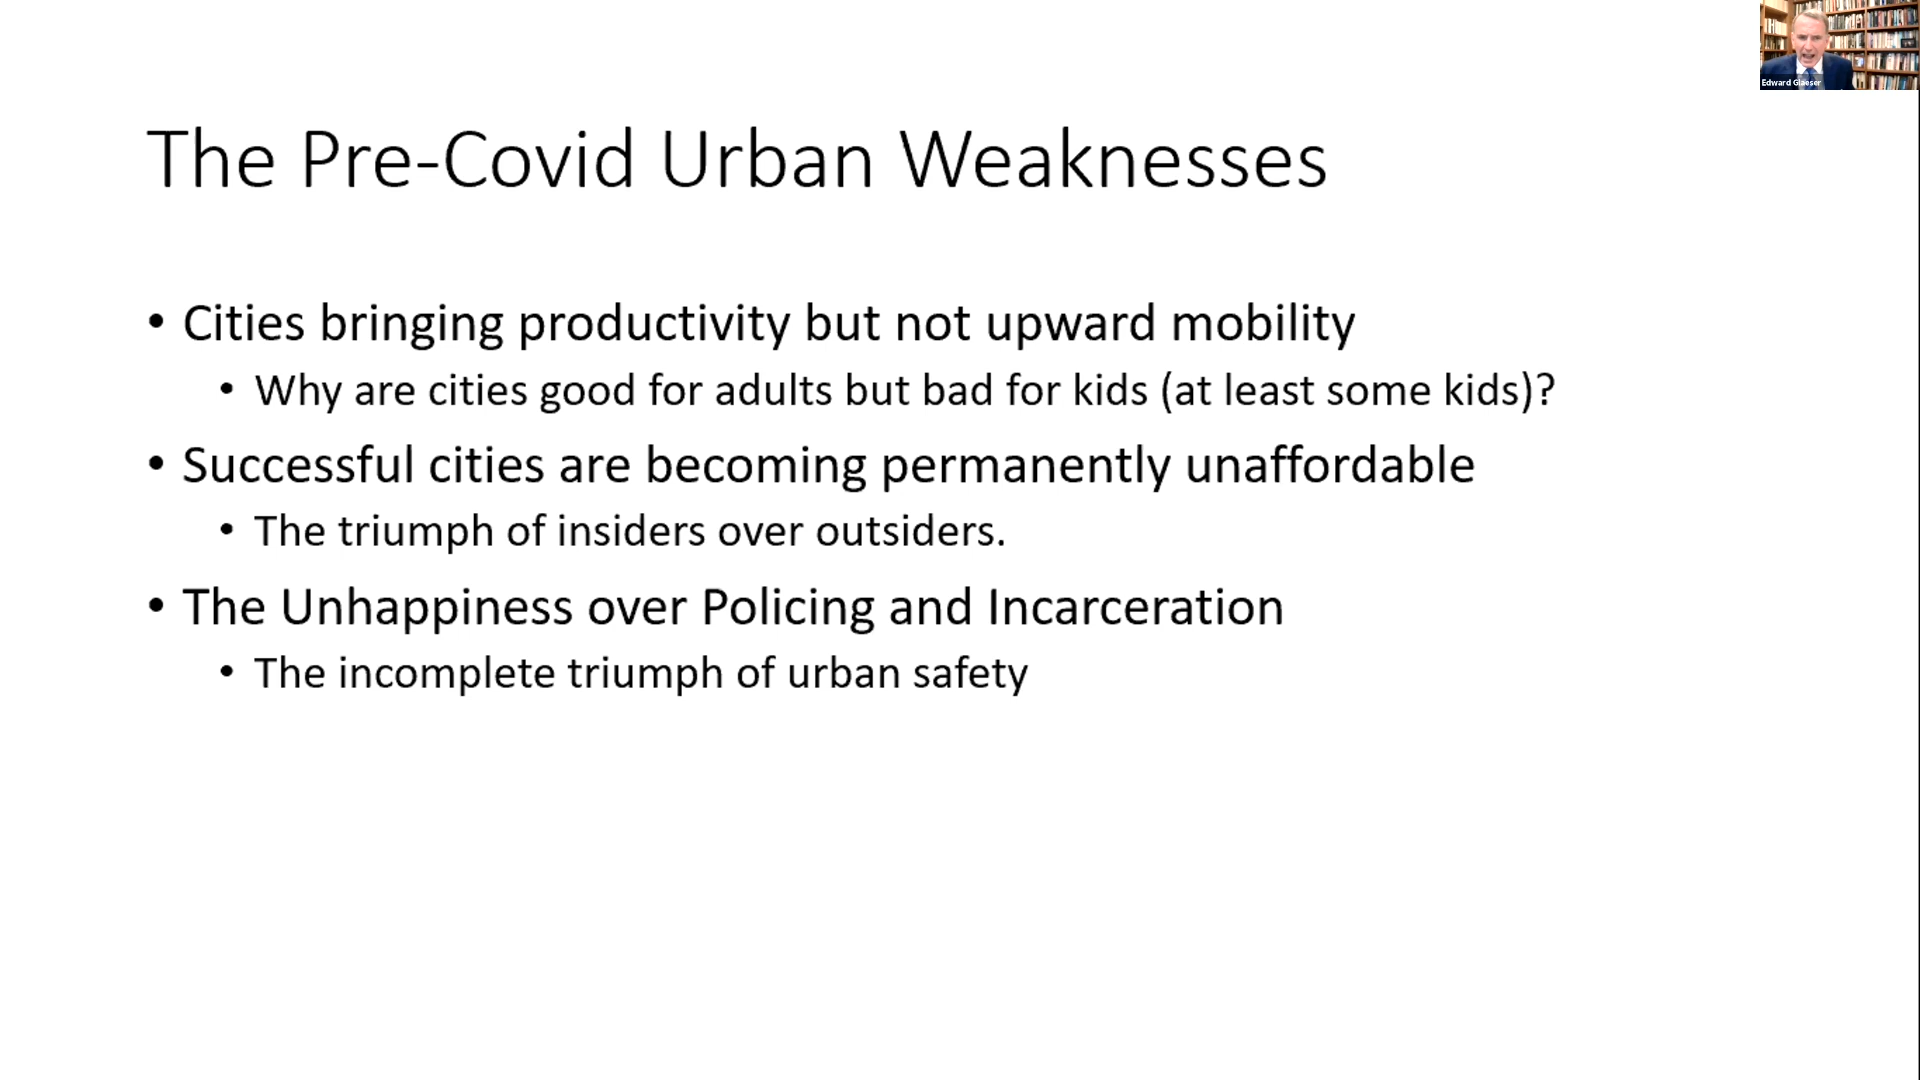 Edward Glaeser
The Pre-Covid Urban Weaknesses
• Cities bringing productivity but not upward mobility
• Why are cities good for adults but bad for kids (at least some kids)?
• Successful cities are becoming permanently unaffordable
• The triumph of insiders over outsiders.
• The Unhappiness over Policing and Incarceration
• The incomplete triumph of urban safety